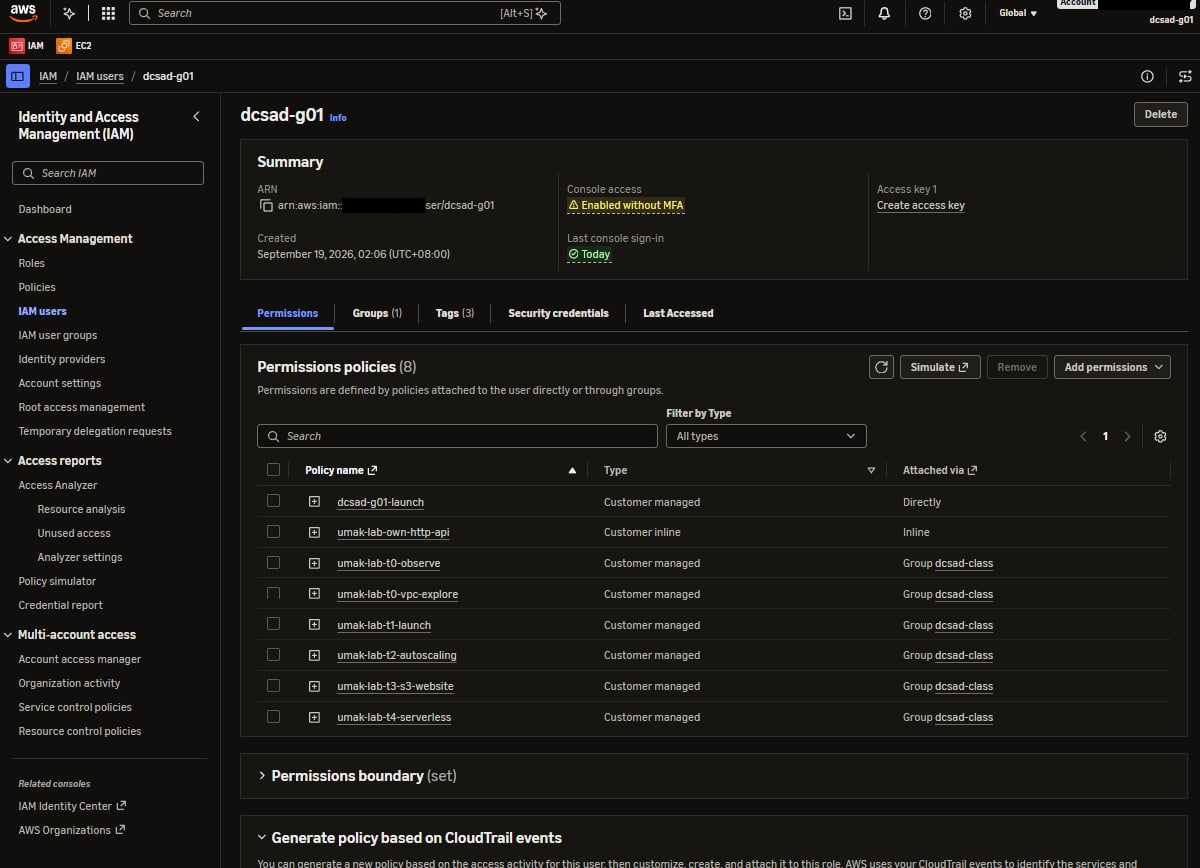 aws
Search [Alt+S]
Global
Account
dcsad-g01
IAM EC2
IAM / IAM users / dcsad-g01
Identity and Access
Management (IAM)
Search IAM
Dashboard
Access Management
Roles
Policies
IAM users
IAM user groups
Identity providers
Account settings
Root access management
Temporary delegation requests
Access reports
Access Analyzer
Resource analysis
Unused access
Analyzer settings
Policy simulator
Credential report
Multi-account access
Account access manager
Organization activity
Service control policies
Resource control policies
Related consoles
IAM Identity Center
AWS Organizations
dcsad-g01 Info
Delete
Summary
ARN
arn:aws:iam:: ser/dcsad-g01
Created
September 19, 2026, 02:06 (UTC+08:00)
Console access
Enabled without MFA
Last console sign-in
Today
Access key 1
Create access key
Permissions Groups (1) Tags (3) Security credentials Last Accessed
Permissions policies (8)
Simulate Remove Add permissions
Permissions are defined by policies attached to the user directly or through groups.
Filter by Type
Search All types 1
Policy name Type Attached via
dcsad-g01-launch Customer managed Directly
umak-lab-own-http-api Customer inline Inline
umak-lab-t0-observe Customer managed Group dcsad-class
umak-lab-t0-vpc-explore Customer managed Group dcsad-class
umak-lab-t1-launch Customer managed Group dcsad-class
umak-lab-t2-autoscaling Customer managed Group dcsad-class
umak-lab-t3-s3-website Customer managed Group dcsad-class
umak-lab-t4-serverless Customer managed Group dcsad-class
Permissions boundary (set)
Generate policy based on CloudTrail events
You can generate a new policy based on the access activity for this user, then customize, create, and attach it to this role. AWS uses your CloudTrail events to identify the services and